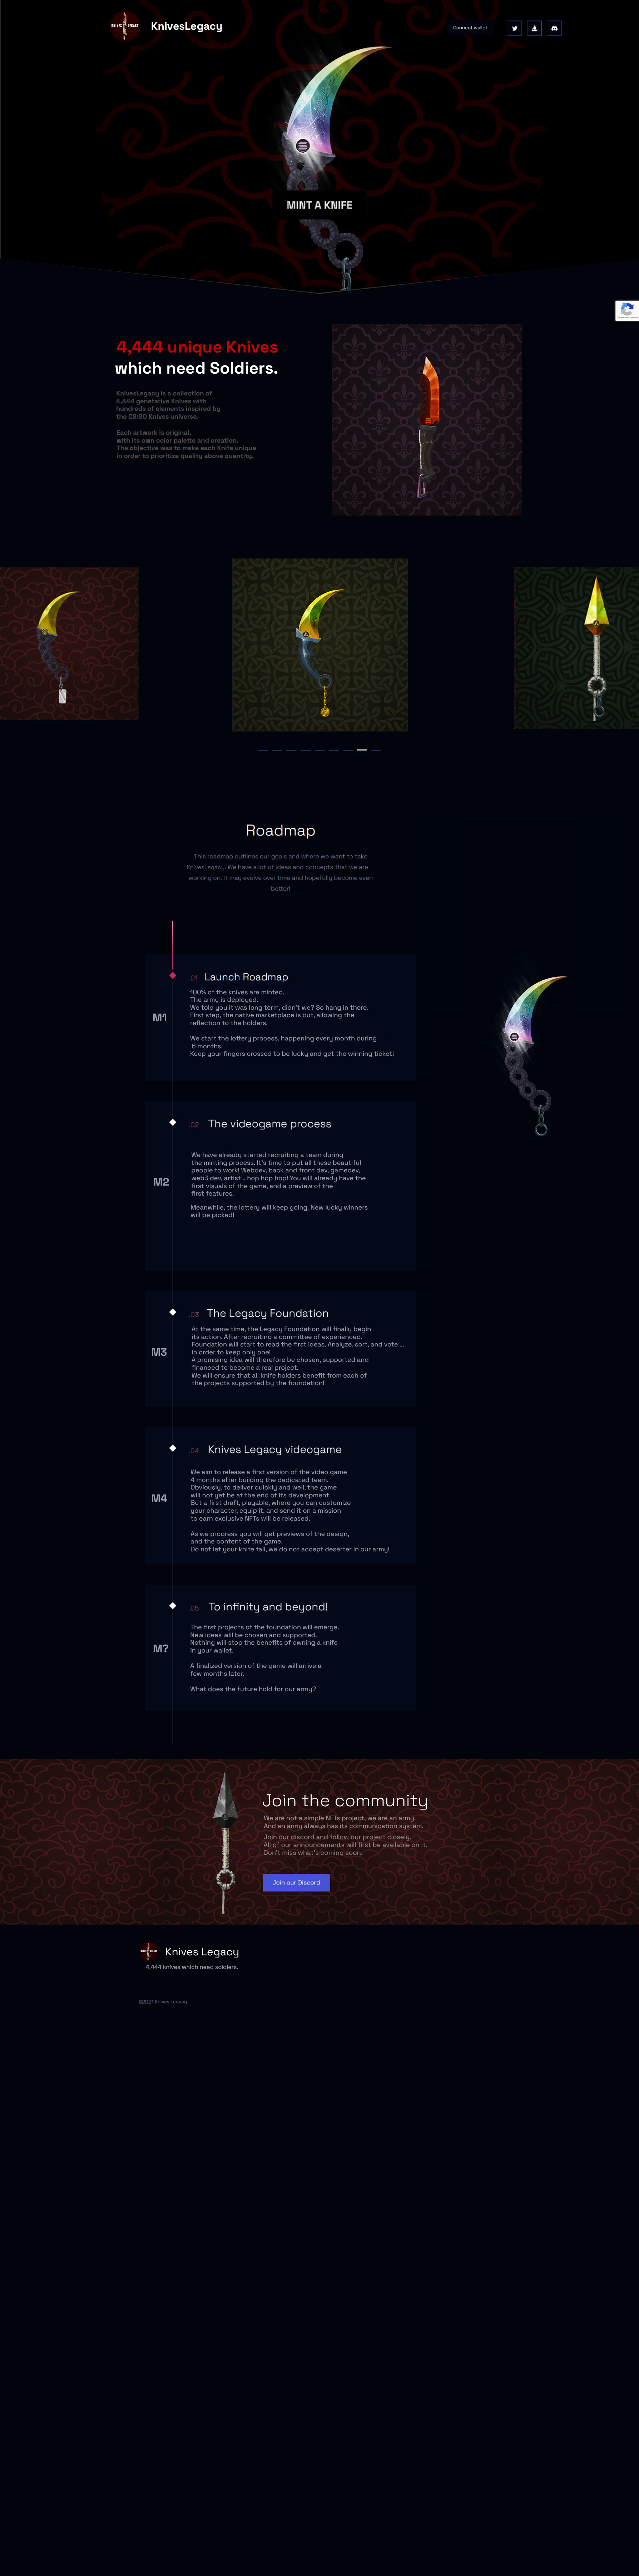 KNIVES LEGACY
KnivesLegacy
Connect wallet
MINT A KNIFE
4,444 unique Knives
which need Soldiers.
KnivesLegacy is a collection of
4,444 genetarive Knives with
hundreds of elements inspired by
the CS:GO Knives universe.
Each artwork is original,
with its own color palette and creation.
The objective was to make each Knife unique
in order to prioritize quality above quantity.
Roadmap
This roadmap outlines our goals and where we want to take
KnivesLegacy. We have a lot of ideas and concepts that we are
working on. It may evolve over time and hopefully become even
better!
M1
.01 Launch Roadmap
100% of the knives are minted.
The army is deployed.
We told you it was long term, didn't we? So hang in there.
First step, the native marketplace is out, allowing the
reflection to the holders.
We start the lottery process, happening every month during
6 months.
Keep your fingers crossed to be lucky and get the winning ticket!
M2
.02 The videogame process
We have already started recruiting a team during
the minting process. It's time to put all these beautiful
people to work! Webdev, back and front dev, gamedev,
web3 dev, artist .. hop hop hop! You will already have the
first visuals of the game, and a preview of the
first features.
Meanwhile, the lottery will keep going. New lucky winners
will be picked!
M3
.03 The Legacy Foundation
At the same time, the Legacy Foundation will finally begin
its action. After recruiting a committee of experienced.
Foundation will start to read the first ideas. Analyze, sort, and vote ...
in order to keep only one!
A promising idea will therefore be chosen, supported and
financed to become a real project.
We will ensure that all knife holders benefit from each of
the projects supported by the foundation!
M4
.04 Knives Legacy videogame
We aim to release a first version of the video game
4 months after building the dedicated team.
Obviously, to deliver quickly and well, the game
will not yet be at the end of its development.
But a first draft, playable, where you can customize
your character, equip it, and send it on a mission
to earn exclusive NFTs will be released.
As we progress you will get previews of the design,
and the content of the game.
Do not let your knife fall, we do not accept deserter in our army!
M?
.05 To infinity and beyond!
The first projects of the foundation will emerge.
New ideas will be chosen and supported.
Nothing will stop the benefits of owning a knife
in your wallet.
A finalized version of the game will arrive a
few months later.
What does the future hold for our army?
Join the community
We are not a simple NFTs project, we are an army.
And an army always has its communication system.
Join our discord and follow our project closely.
All of our announcements will first be available on it.
Don't miss what's coming soon.
Join our Discord
KNIVES LEGACY
Knives Legacy
4,444 knives which need soldiers.
©2021 Knives Legacy